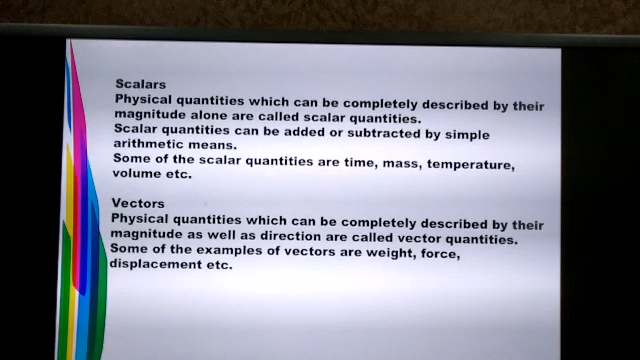 Scalars
Physical quantities which can be completely described by their
magnitude alone are called scalar quantities.
Scalar quantities can be added or subtracted by simple
arithmetic means.
Some of the scalar quantities are time, mass, temperature,
volume etc.
Vectors
Physical quantities which can be completely described by their
magnitude as well as direction are called vector quantities.
Some of the examples of vectors are weight, force,
displacement etc.